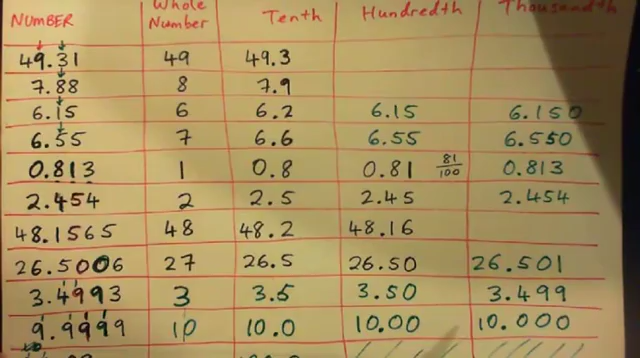 NUMBER Whole Number Tenth Hundredth Thousandth
49.31 49 49.3
7.88 8 7.9
6.15 6 6.2 6.15 6.150
6.55 7 6.6 6.55 6.550
0.813 1 0.8 0.81 81/100 0.813
2.454 2 2.5 2.45 2.454
48.1565 48 48.2 48.16
26.5006 27 26.5 26.50 26.501
3.4993 3 3.5 3.50 3.499
9.9999 10 10.0 10.00 10.000